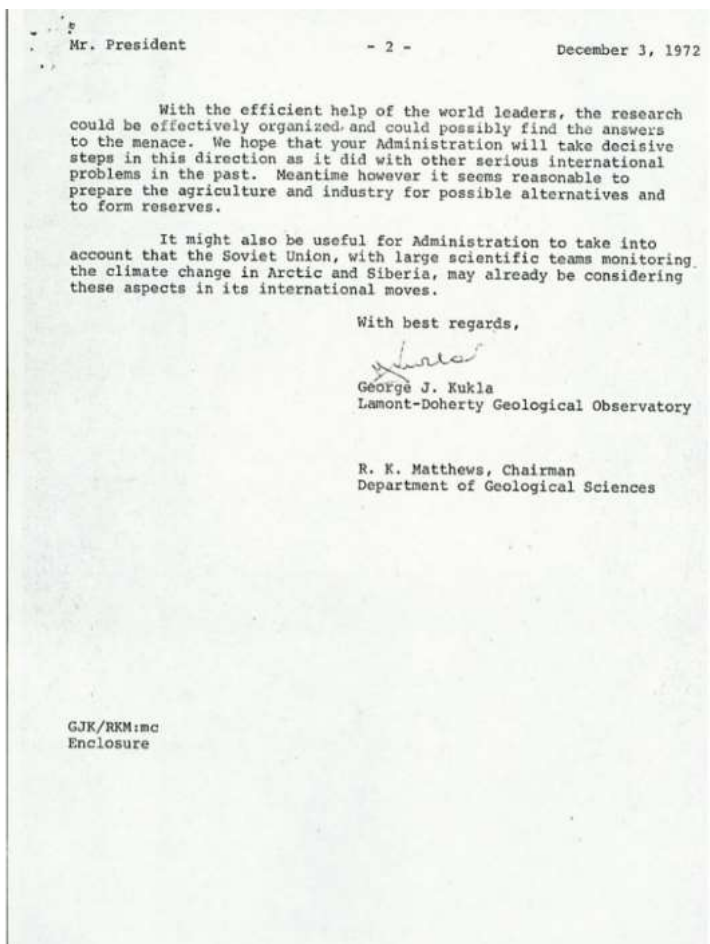 Mr. President - 2 - December 3, 1972
With the efficient help of the world leaders, the research
could be effectively organized, and could possibly find the answers
to the menace. We hope that your Administration will take decisive
steps in this direction as it did with other serious international
problems in the past. Meantime however it seems reasonable to
prepare the agriculture and industry for possible alternatives and
to form reserves.
It might also be useful for Administration to take into
account that the Soviet Union, with large scientific teams monitoring
the climate change in Arctic and Siberia, may already be considering
these aspects in its international moves.
With best regards,
George J. Kukla
Lamont-Doherty Geological Observatory
R. K. Matthews, Chairman
Department of Geological Sciences
GJK/RKM:mc
Enclosure